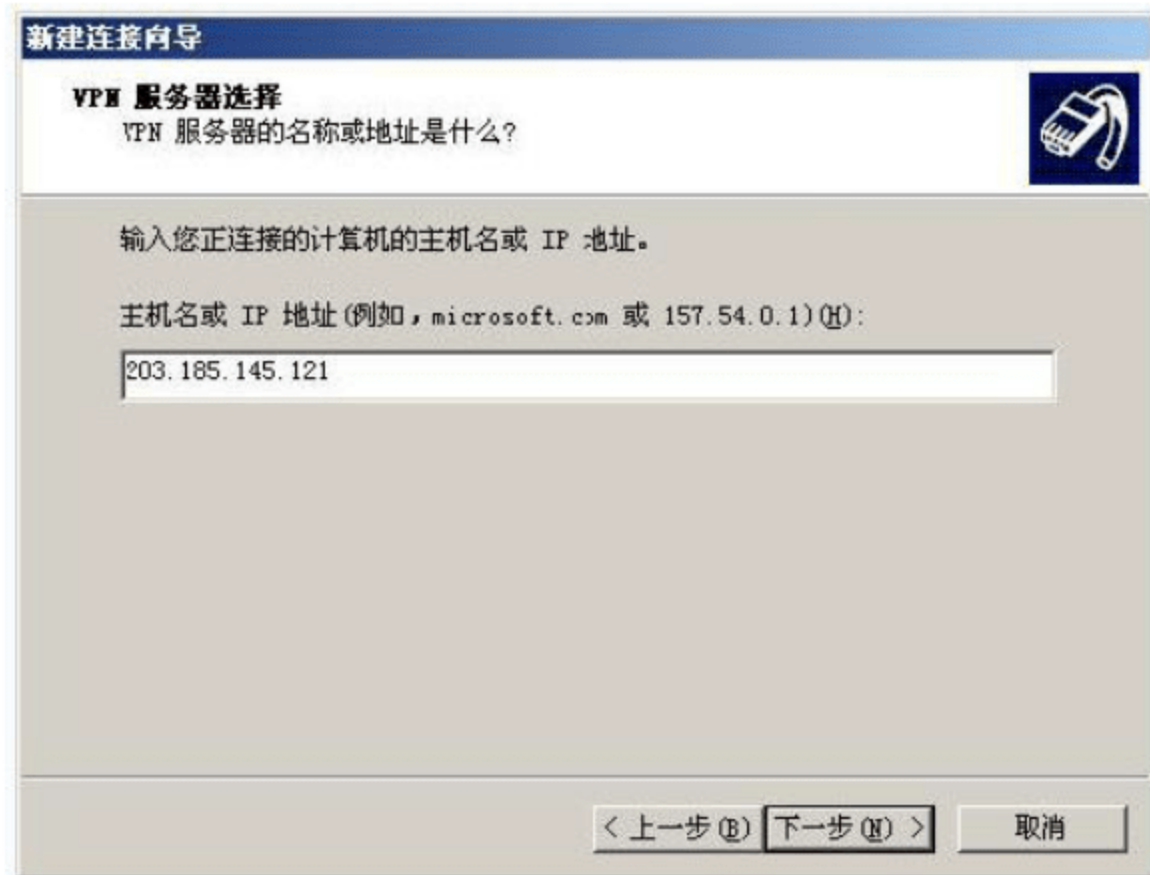 新建连接向导
VPN 服务器选择
VPN 服务器的名称或地址是什么?
输入您正连接的计算机的主机名或 IP 地址。
主机名或 IP 地址(例如，microsoft.com 或 157.54.0.1)(H):
203.185.145.121
< 上一步(B) 下一步(N) > 取消